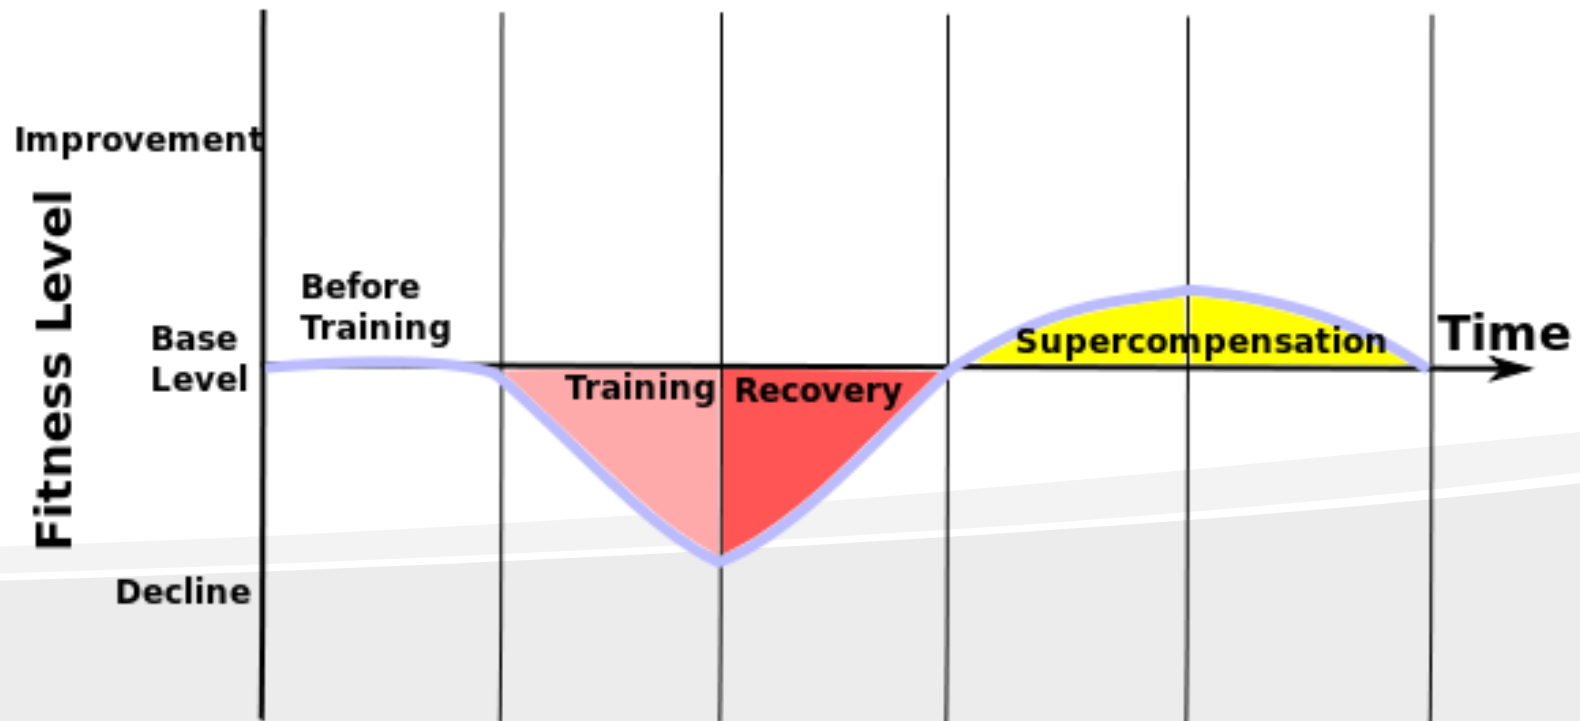 Improvement
Fitness Level
Before
Training
Base
Level
Training
Recovery
Supercompensation
Time
Decline